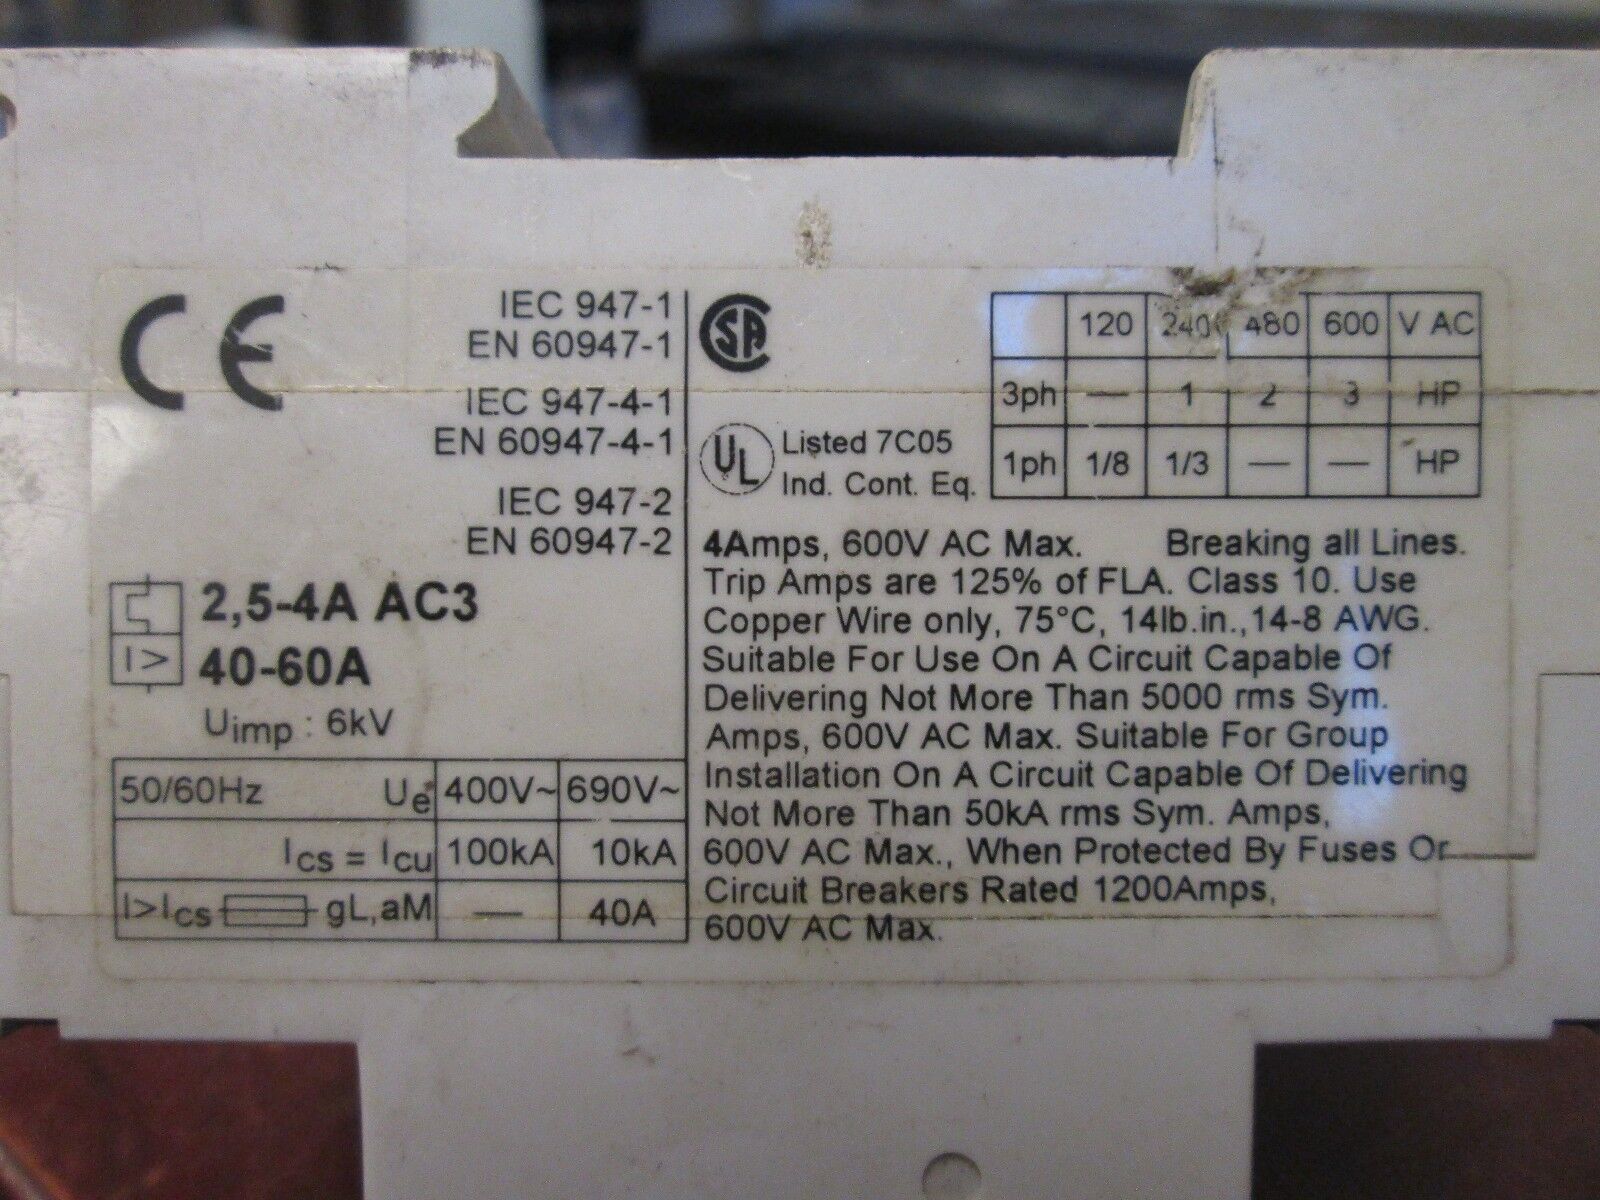 CE
IEC 947-1
EN 60947-1
IEC 947-4-1
EN 60947-4-1
IEC 947-2
EN 60947-2
2,5-4A AC3
I> 40-60A
Uimp : 6kV
50/60Hz Ue 400V~ 690V~
Ics = Icu 100kA 10kA
I>Ics gL,aM — 40A
SA
UL Listed 7C05
Ind. Cont. Eq.
120 240 480 600 V AC
3ph — 1 2 3 HP
1ph 1/8 1/3 — — HP
4Amps, 600V AC Max. Breaking all Lines.
Trip Amps are 125% of FLA. Class 10. Use
Copper Wire only, 75°C, 14lb.in.,14-8 AWG.
Suitable For Use On A Circuit Capable Of
Delivering Not More Than 5000 rms Sym.
Amps, 600V AC Max. Suitable For Group
Installation On A Circuit Capable Of Delivering
Not More Than 50kA rms Sym. Amps,
600V AC Max., When Protected By Fuses Or
Circuit Breakers Rated 1200Amps,
600V AC Max.